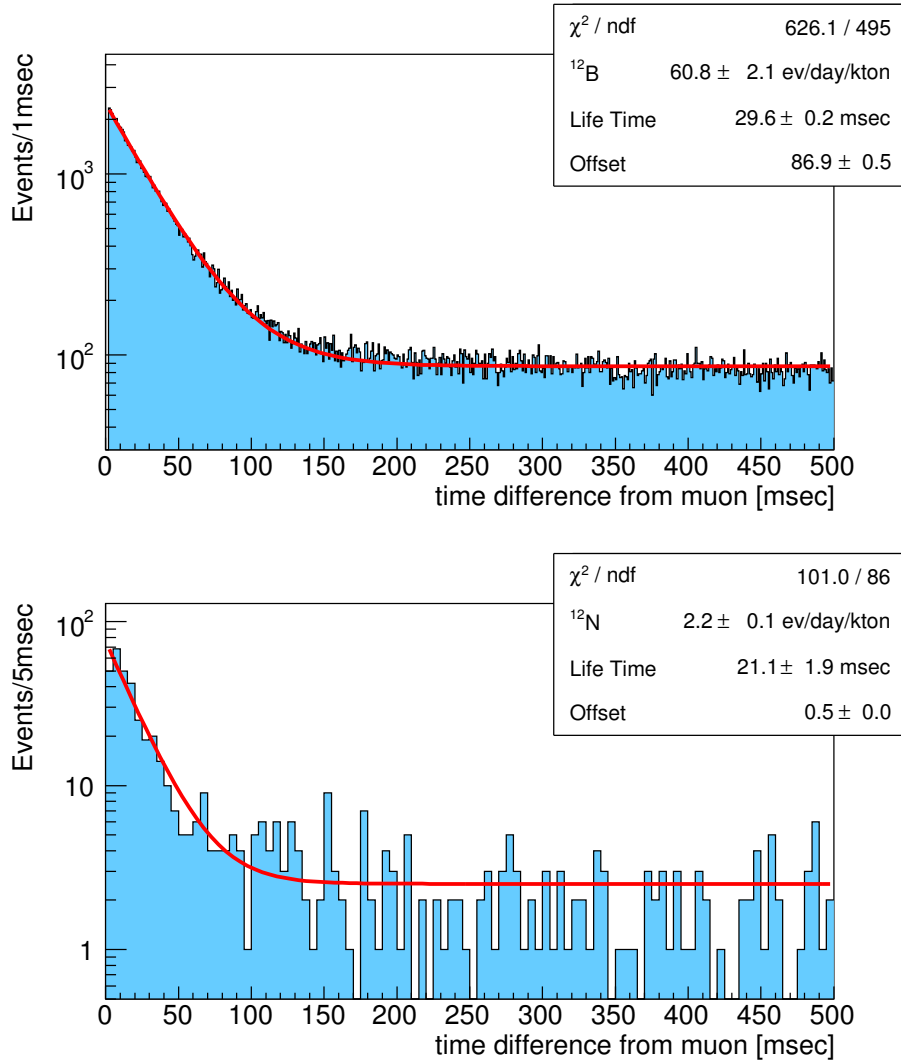 χ² / ndf 626.1 / 495
¹²B 60.8 ± 2.1 ev/day/kton
Life Time 29.6 ± 0.2 msec
Offset 86.9 ± 0.5
Events/1msec
10³
10²
0 50 100 150 200 250 300 350 400 450 500
time difference from muon [msec]
χ² / ndf 101.0 / 86
¹²N 2.2 ± 0.1 ev/day/kton
Life Time 21.1 ± 1.9 msec
Offset 0.5 ± 0.0
Events/5msec
10²
10
1
0 50 100 150 200 250 300 350 400 450 500
time difference from muon [msec]